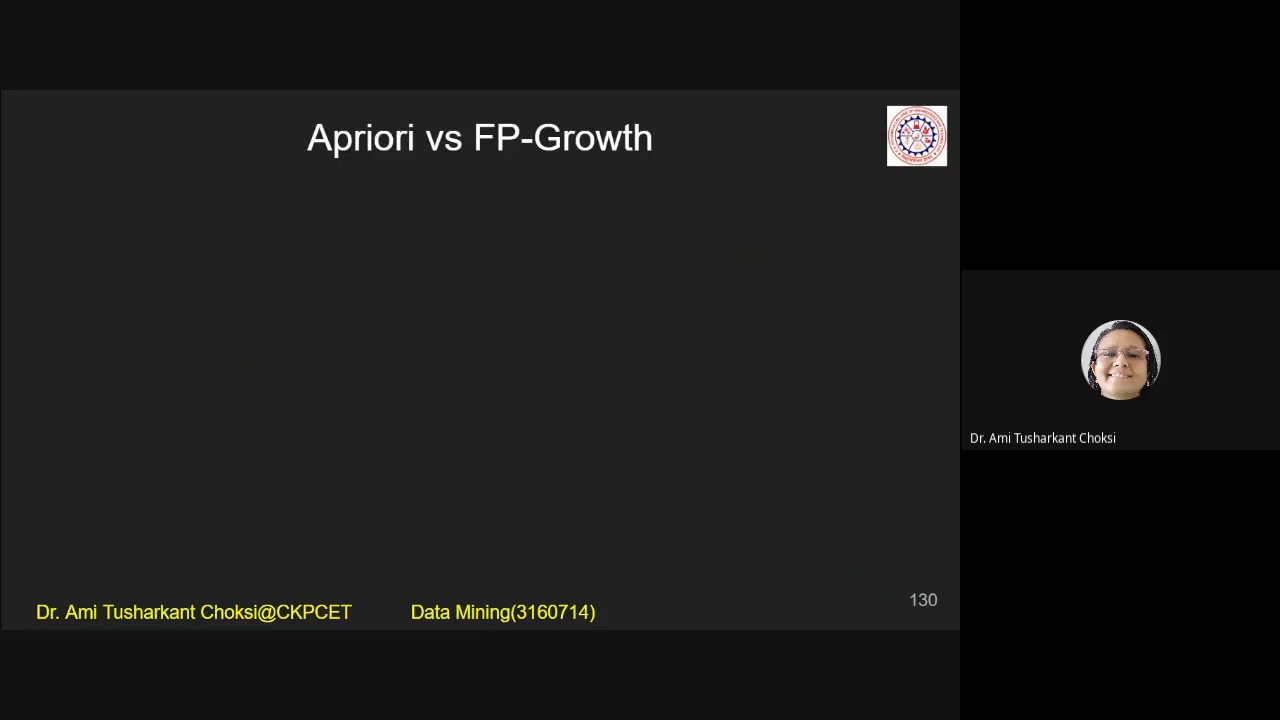 Apriori vs FP-Growth
Dr. Ami Tusharkant Choksi
130
Dr. Ami Tusharkant Choksi@CKPCET
Data Mining(3160714)